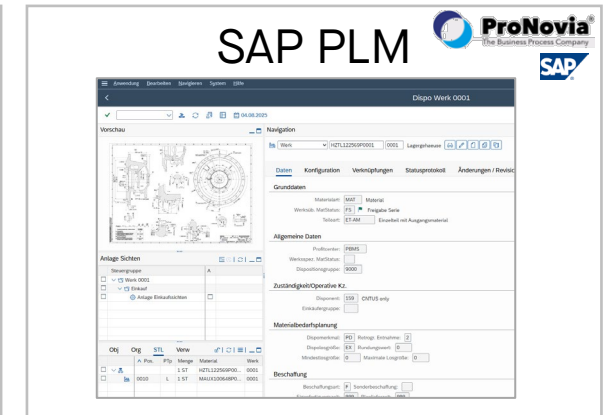 SAP PLM
ProNovia®
The Business Process Company
SAP
Anwendung Bearbeiten Navigieren System Hilfe
Dispo Werk 0001
04.08.2025
Vorschau
Navigation
Werk HZTL122569P0001 0001 Lagergehaeuse
Daten Konfiguration Verknüpfungen Statusprotokoll Änderungen / Revisio
Grunddaten
Materialart: MAT Material
Werksüb. MatStatus: FS Freigabe Serie
Teileart: ET-AM Einzelteil mit Ausgangsmaterial
Allgemeine Daten
Profitcenter: PBMS
Werksspez. MatStatus:
Dispositionsgruppe: 9000
Zuständigkeit/Operative Kz.
Disponent: 159 CNTUS only
Einkäufergruppe:
Materialbedarfsplanung
Dispomerkmal: PD Retrogr. Entnahme: 2
Dispolosgröße: EX Rundungswert: 0
Mindestlosgröße: 0 Maximale Losgröße: 0
Beschaffung
Beschaffungsart: F Sonderbeschaffung:
Anlage Sichten
Steuergruppe A
Werk 0001
Einkauf
Anlage Einkaufssichten
Obj Org STL Verw
Pos. PTp Menge Material Werk
1 ST HZTL122569P00... 0001
0010 L 1 ST MAUX100648P0... 0001